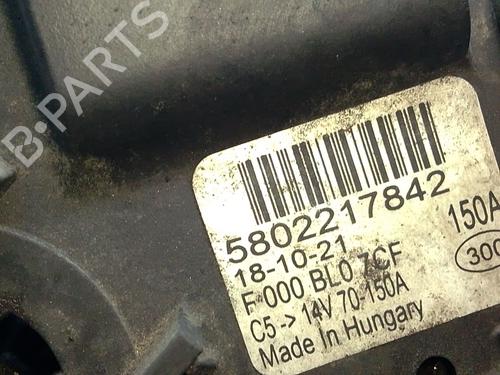 B-PARTS
5802217842
18-10-21
150A
F 000 BL0 7CF
300
C5-> 14V 70-150A
Made In Hungary